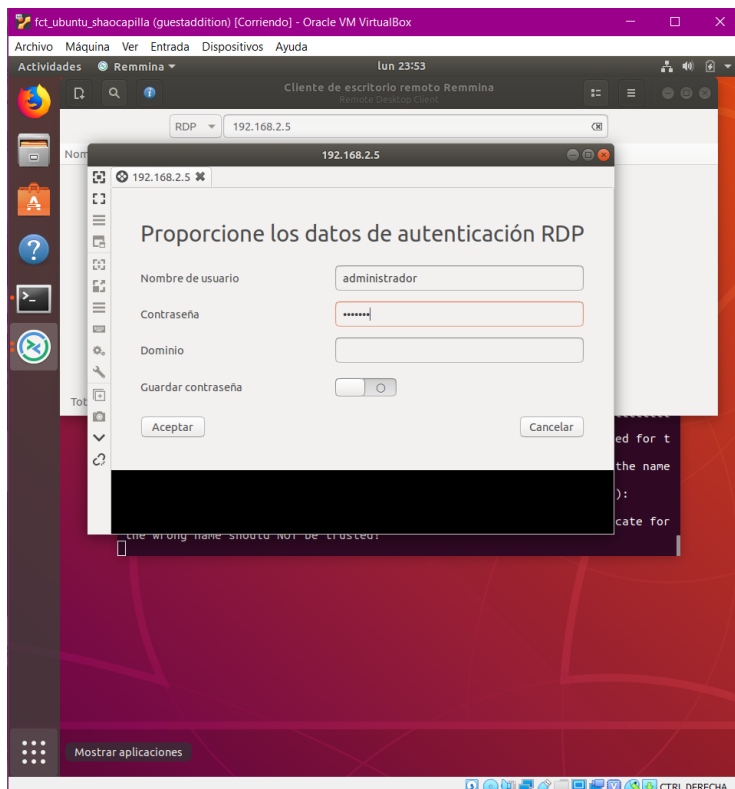 fct_ubuntu_shaocapilla (guestaddition) [Corriendo] - Oracle VM VirtualBox
Archivo Máquina Ver Entrada Dispositivos Ayuda
Actividades Remmina lun 23:53
Cliente de escritorio remoto Remmina
Remote Desktop Client
RDP 192.168.2.5
Nom
192.168.2.5
192.168.2.5
Proporcione los datos de autenticación RDP
Nombre de usuario administrador
Contraseña •••••••
Dominio
Guardar contraseña
Tot
Aceptar Cancelar
ed for t
the name
):
cate for
the wrong name should NOT be trusted!
Mostrar aplicaciones
CTRL DERECHA